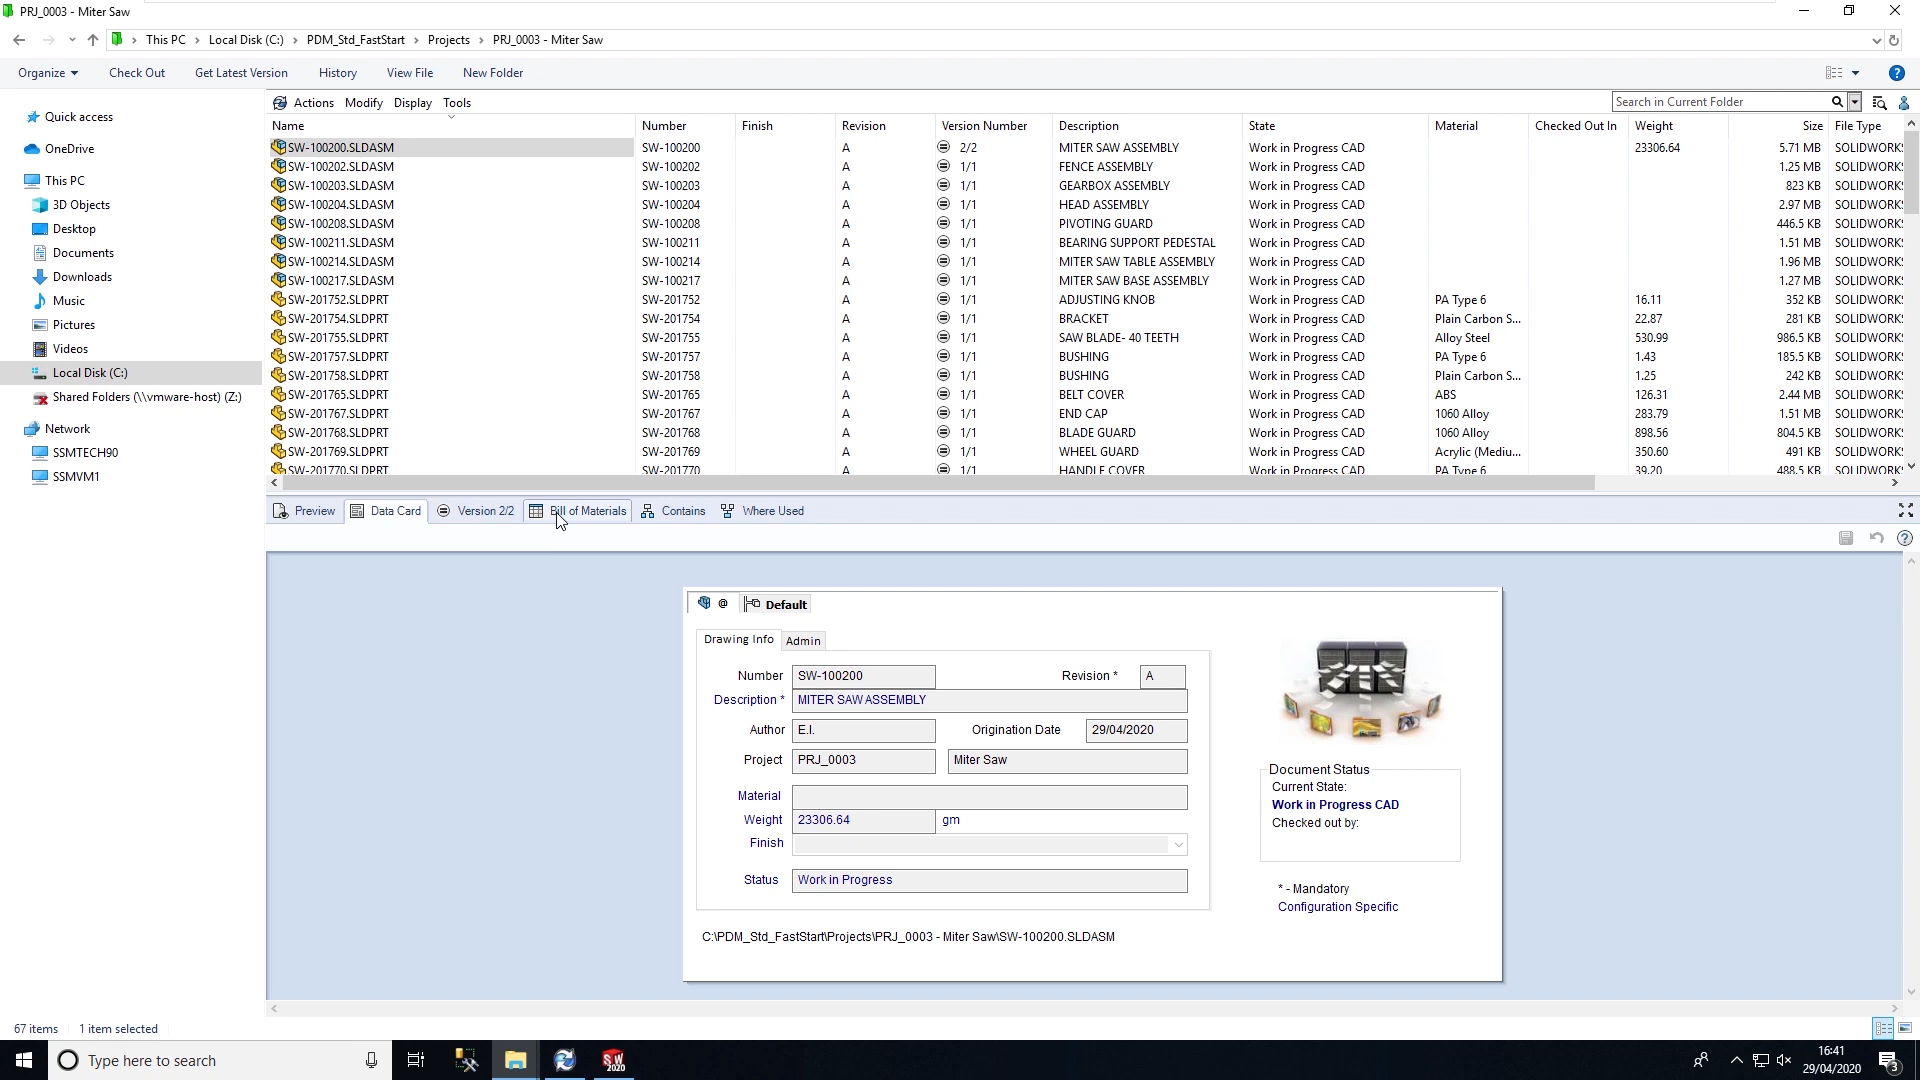 PRJ_0003 - Miter Saw
This PC > Local Disk (C:) > PDM_Std_FastStart > Projects > PRJ_0003 - Miter Saw
Organize Check Out Get Latest Version History View File New Folder
Actions Modify Display Tools
Search in Current Folder
Name Number Finish Revision Version Number Description State Material Checked Out In Weight Size File Type
SW-100200.SLDASM SW-100200 A 2/2 MITER SAW ASSEMBLY Work in Progress CAD 23306.64 5.71 MB SOLIDWORKS
SW-100202.SLDASM SW-100202 A 1/1 FENCE ASSEMBLY Work in Progress CAD 1.25 MB SOLIDWORKS
SW-100203.SLDASM SW-100203 A 1/1 GEARBOX ASSEMBLY Work in Progress CAD 823 KB SOLIDWORKS
SW-100204.SLDASM SW-100204 A 1/1 HEAD ASSEMBLY Work in Progress CAD 2.97 MB SOLIDWORKS
SW-100208.SLDASM SW-100208 A 1/1 PIVOTING GUARD Work in Progress CAD 446.5 KB SOLIDWORKS
SW-100211.SLDASM SW-100211 A 1/1 BEARING SUPPORT PEDESTAL Work in Progress CAD 1.51 MB SOLIDWORKS
SW-100214.SLDASM SW-100214 A 1/1 MITER SAW TABLE ASSEMBLY Work in Progress CAD 1.96 MB SOLIDWORKS
SW-100217.SLDASM SW-100217 A 1/1 MITER SAW BASE ASSEMBLY Work in Progress CAD 1.27 MB SOLIDWORKS
SW-201752.SLDPRT SW-201752 A 1/1 ADJUSTING KNOB Work in Progress CAD PA Type 6 16.11 352 KB SOLIDWORKS
SW-201754.SLDPRT SW-201754 A 1/1 BRACKET Work in Progress CAD Plain Carbon S... 22.87 281 KB SOLIDWORKS
SW-201755.SLDPRT SW-201755 A 1/1 SAW BLADE- 40 TEETH Work in Progress CAD Alloy Steel 530.99 986.5 KB SOLIDWORKS
SW-201757.SLDPRT SW-201757 A 1/1 BUSHING Work in Progress CAD PA Type 6 1.43 185.5 KB SOLIDWORKS
SW-201758.SLDPRT SW-201758 A 1/1 BUSHING Work in Progress CAD Plain Carbon S... 1.25 242 KB SOLIDWORKS
SW-201765.SLDPRT SW-201765 A 1/1 BELT COVER Work in Progress CAD ABS 126.31 2.44 MB SOLIDWORKS
SW-201767.SLDPRT SW-201767 A 1/1 END CAP Work in Progress CAD 1060 Alloy 283.79 1.51 MB SOLIDWORKS
SW-201768.SLDPRT SW-201768 A 1/1 BLADE GUARD Work in Progress CAD 1060 Alloy 898.56 804.5 KB SOLIDWORKS
SW-201769.SLDPRT SW-201769 A 1/1 WHEEL GUARD Work in Progress CAD Acrylic (Mediu... 350.60 491 KB SOLIDWORKS
SW-201770.SLDPRT SW-201770 A 1/1 HANDLE COVER Work in Progress CAD PA Type 6 39.20 488.5 KB SOLIDWORKS
Quick access
OneDrive
This PC
3D Objects
Desktop
Documents
Downloads
Music
Pictures
Videos
Local Disk (C:)
Shared Folders (\\vmware-host) (Z:)
Network
SSMTECH90
SSMVM1
Preview Data Card Version 2/2 Bill of Materials Contains Where Used
@ Default
Drawing Info Admin
Number SW-100200 Revision * A
Description * MITER SAW ASSEMBLY
Author E.I. Origination Date 29/04/2020
Project PRJ_0003 Miter Saw
Material
Weight 23306.64 gm
Finish
Status Work in Progress
Document Status
Current State:
Work in Progress CAD
Checked out by:
* - Mandatory
Configuration Specific
C:\PDM_Std_FastStart\Projects\PRJ_0003 - Miter Saw\SW-100200.SLDASM
67 items 1 item selected
Type here to search
SW 2020
16:41
29/04/2020
3